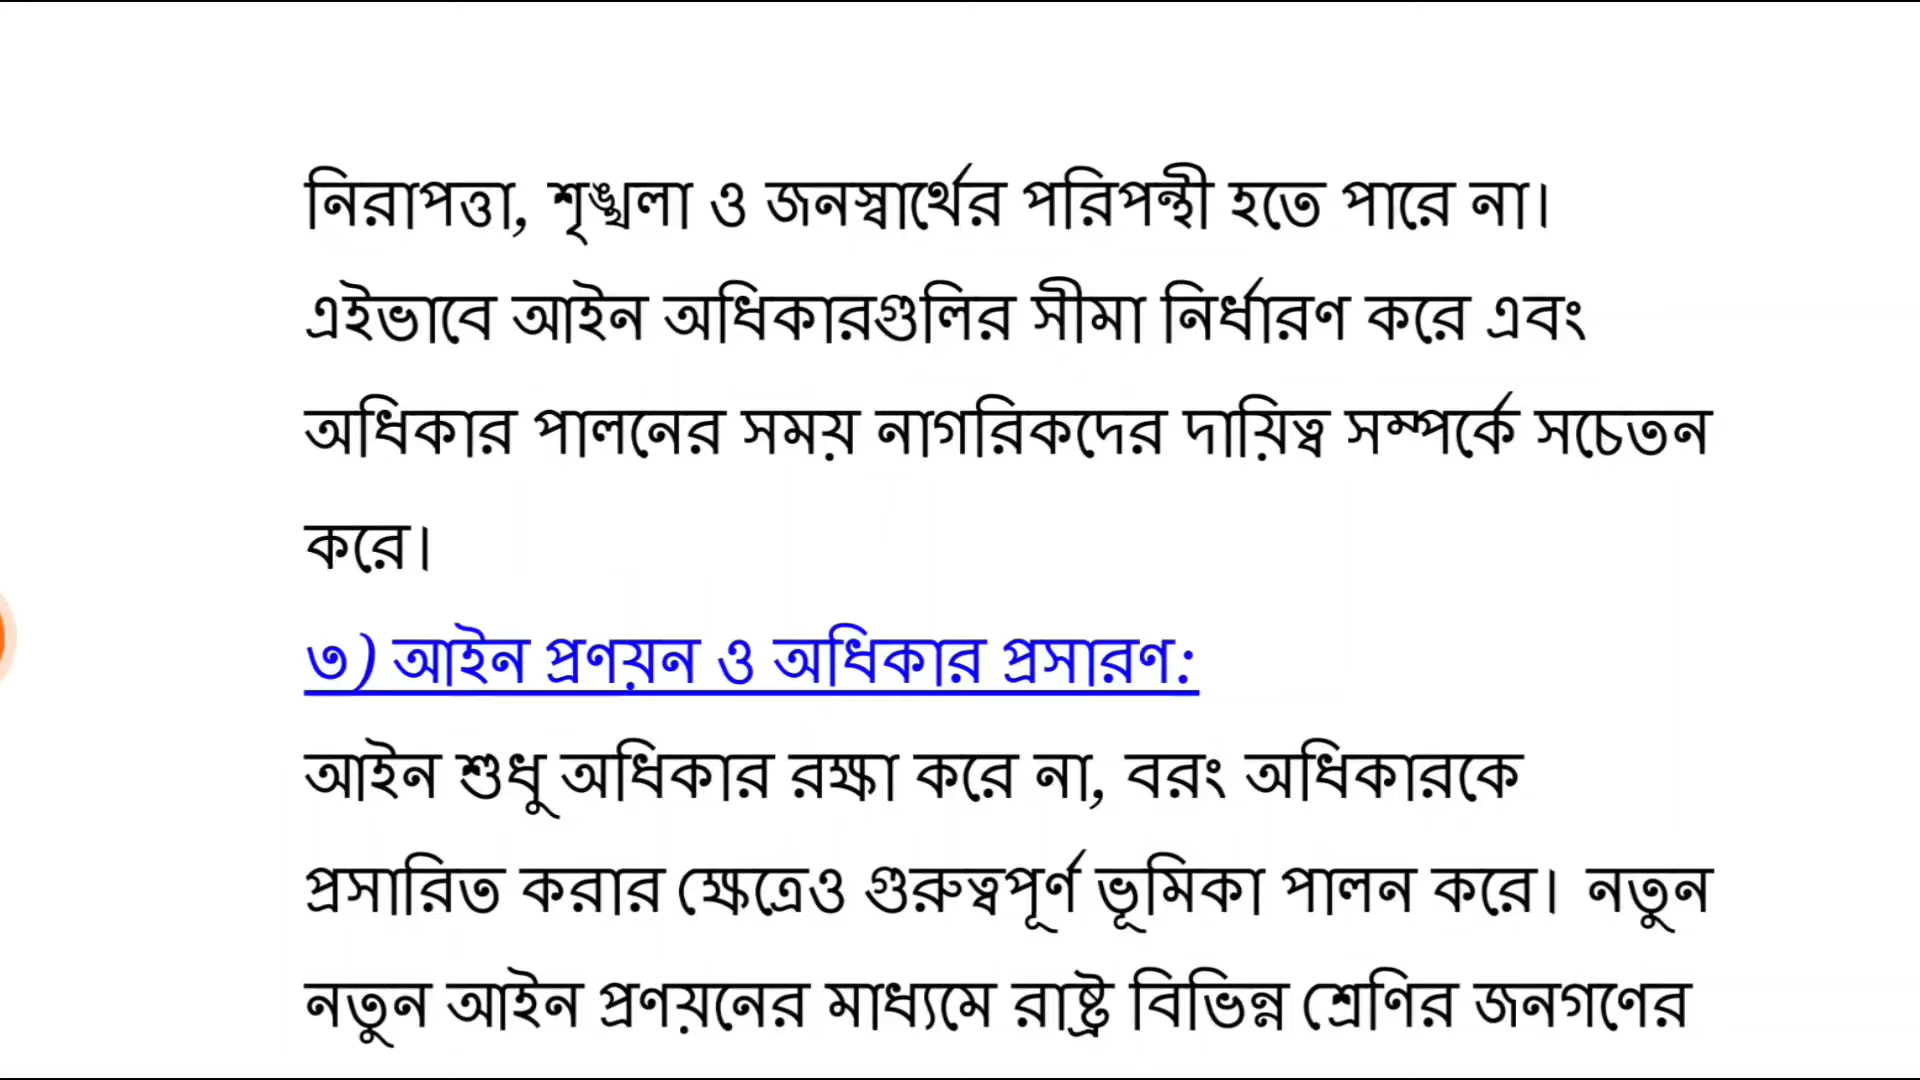 নিরাপত্তা, শৃঙ্খলা ও জনস্বার্থের পরিপন্থী হতে পারে না।
এইভাবে আইন অধিকারগুলির সীমা নির্ধারণ করে এবং
অধিকার পালনের সময় নাগরিকদের দায়িত্ব সম্পর্কে সচেতন
করে।
৩) আইন প্রণয়ন ও অধিকার প্রসারণ:
আইন শুধু অধিকার রক্ষা করে না, বরং অধিকারকে
প্রসারিত করার ক্ষেত্রেও গুরুত্বপূর্ণ ভূমিকা পালন করে। নতুন
নতুন আইন প্রণয়নের মাধ্যমে রাষ্ট্র বিভিন্ন শ্রেণির জনগণের